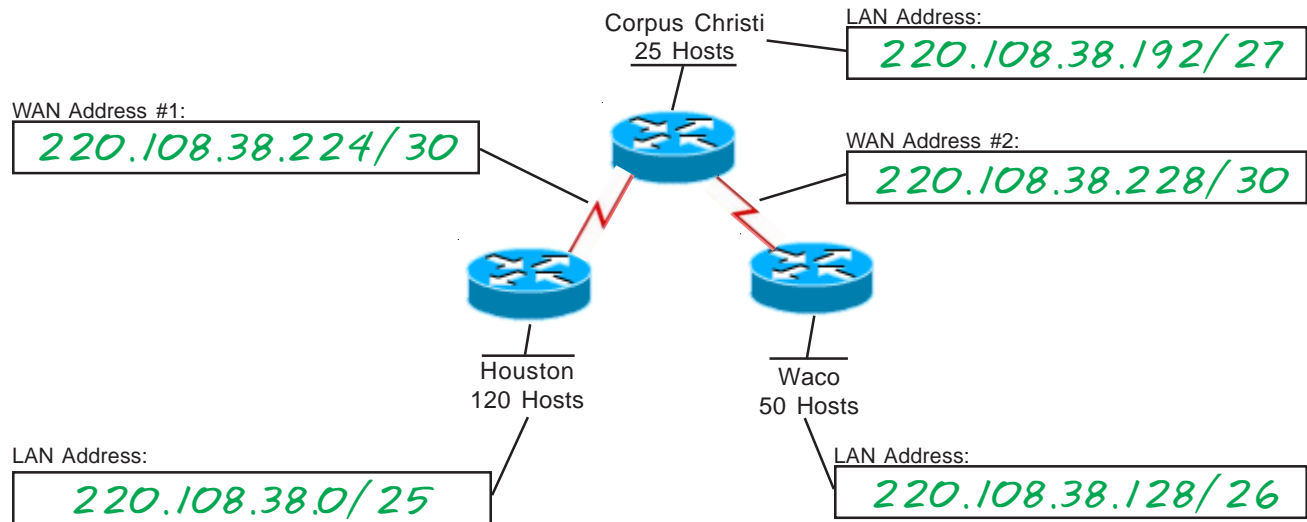 Corpus Christi
25 Hosts
LAN Address:
220.108.38.192/27
WAN Address #1:
220.108.38.224/30
WAN Address #2:
220.108.38.228/30
Houston
120 Hosts
Waco
50 Hosts
LAN Address:
220.108.38.0/25
LAN Address:
220.108.38.128/26